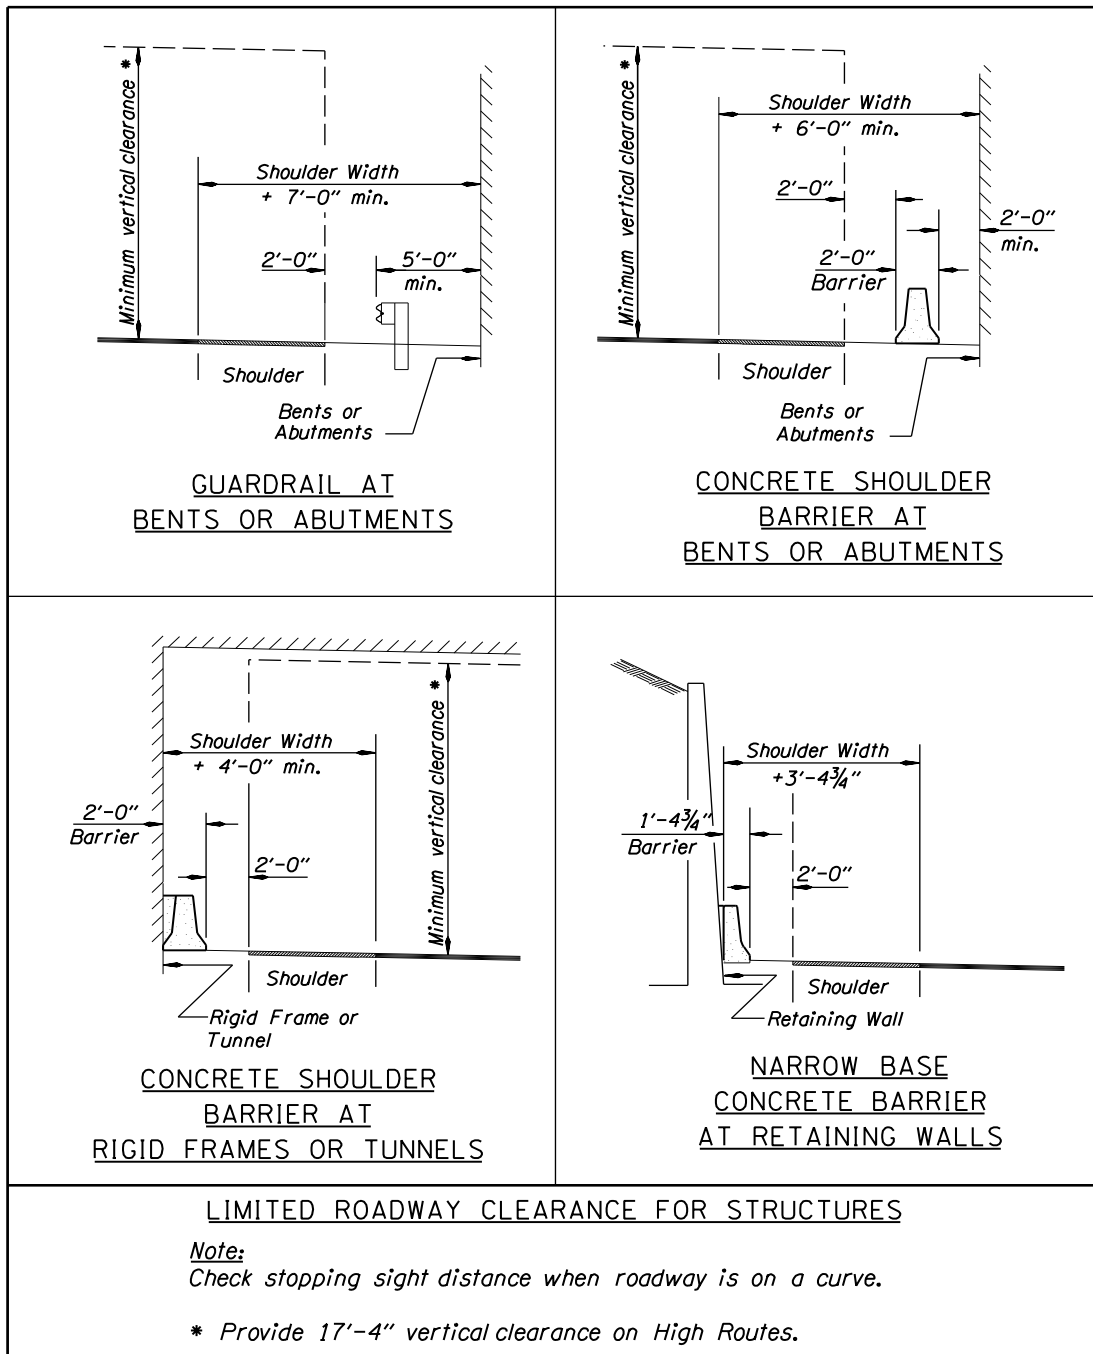 Minimum vertical clearance *
Shoulder Width
+ 7'-0" min.
2'-0"
5'-0"
min.
Shoulder
Bents or
Abutments
GUARDRAIL AT
BENTS OR ABUTMENTS
Minimum vertical clearance *
Shoulder Width
+ 6'-0" min.
2'-0"
2'-0"
Barrier
2'-0"
min.
Shoulder
Bents or
Abutments
CONCRETE SHOULDER
BARRIER AT
BENTS OR ABUTMENTS
Shoulder Width
+ 4'-0" min.
Minimum vertical clearance *
2'-0"
Barrier
2'-0"
Shoulder
Rigid Frame or
Tunnel
CONCRETE SHOULDER
BARRIER AT
RIGID FRAMES OR TUNNELS
Shoulder Width
+3'-4¾"
1'-4¾"
Barrier
2'-0"
Shoulder
Retaining Wall
NARROW BASE
CONCRETE BARRIER
AT RETAINING WALLS
LIMITED ROADWAY CLEARANCE FOR STRUCTURES
Note:
Check stopping sight distance when roadway is on a curve.
* Provide 17'-4" vertical clearance on High Routes.